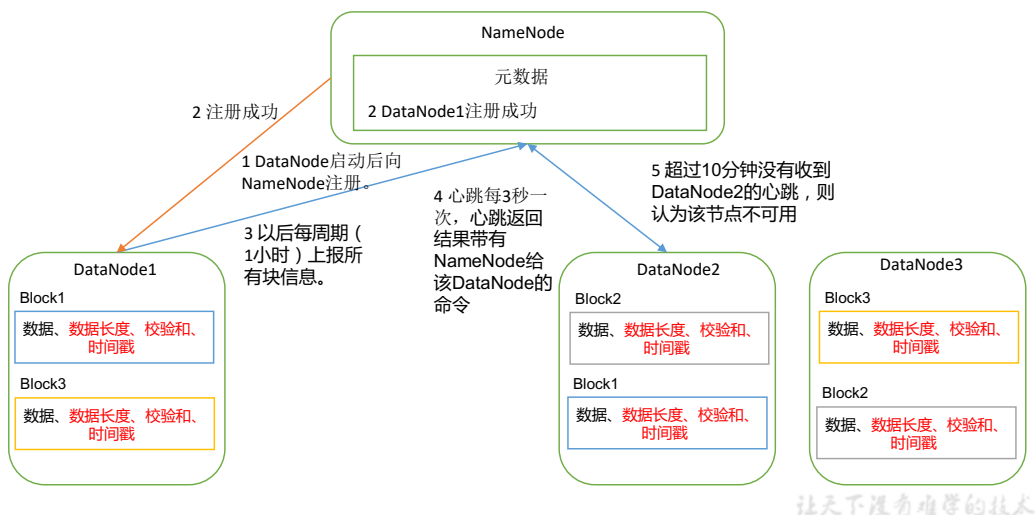 NameNode
元数据
2 DataNode1注册成功
2 注册成功
1 DataNode启动后向
NameNode注册。
3 以后每周期（
1小时）上报所
有块信息。
4 心跳每3秒一
次，心跳返回
结果带有
NameNode给
该DataNode的
命令
5 超过10分钟没有收到
DataNode2的心跳，则
认为该节点不可用
DataNode1
Block1
数据、数据长度、校验和、
时间戳
Block3
数据、数据长度、校验和、
时间戳
DataNode2
Block2
数据、数据长度、校验和、
时间戳
Block1
数据、数据长度、校验和、
时间戳
DataNode3
Block3
数据、数据长度、校验和、
时间戳
Block2
数据、数据长度、校验和、
时间戳
让天下没有难学的技术